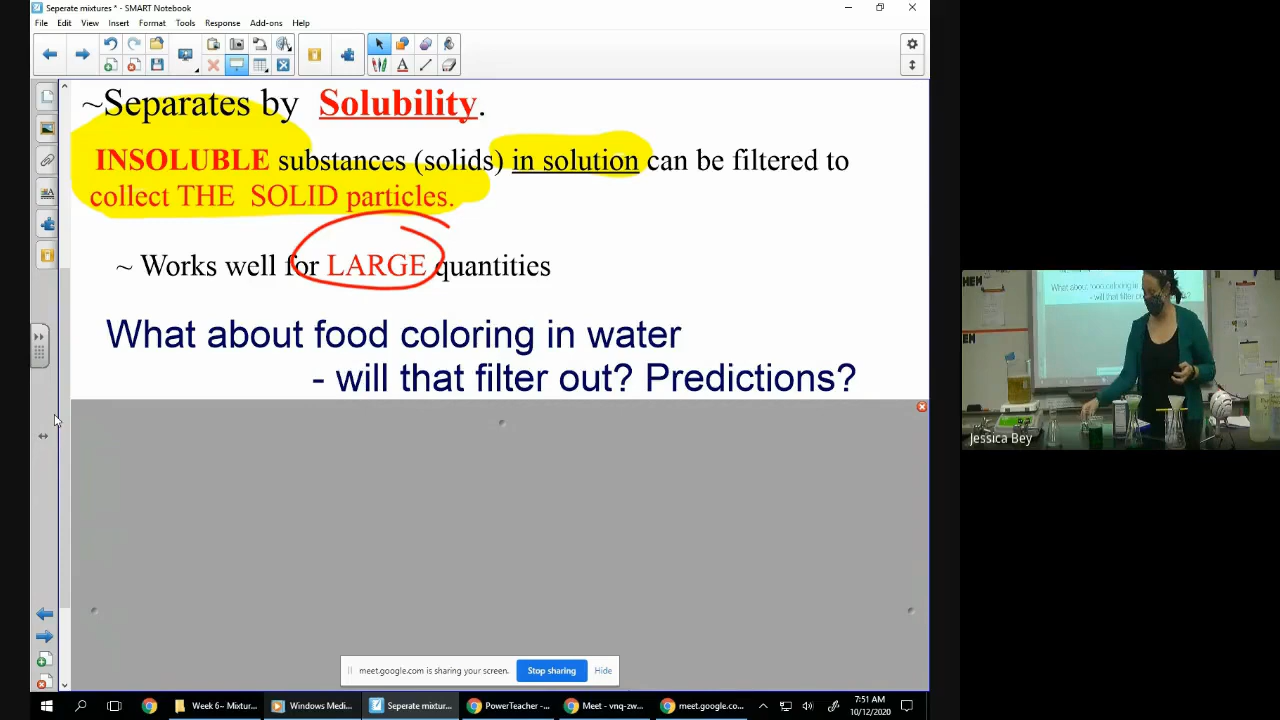 Seperate mixtures * - SMART Notebook
File Edit View Insert Format Tools Response Add-ons Help
~Separates by Solubility.
INSOLUBLE substances (solids) in solution can be filtered to
collect THE SOLID particles.
~ Works well for LARGE quantities
What about food coloring in water
- will that filter out? Predictions?
Jessica Bey
meet.google.com is sharing your screen. Stop sharing Hide
Week 6~ Mixtur... Windows Medi... Seperate mixtur... PowerTeacher -... Meet - vnq-zw... meet.google.co...
7:51 AM
10/12/2020